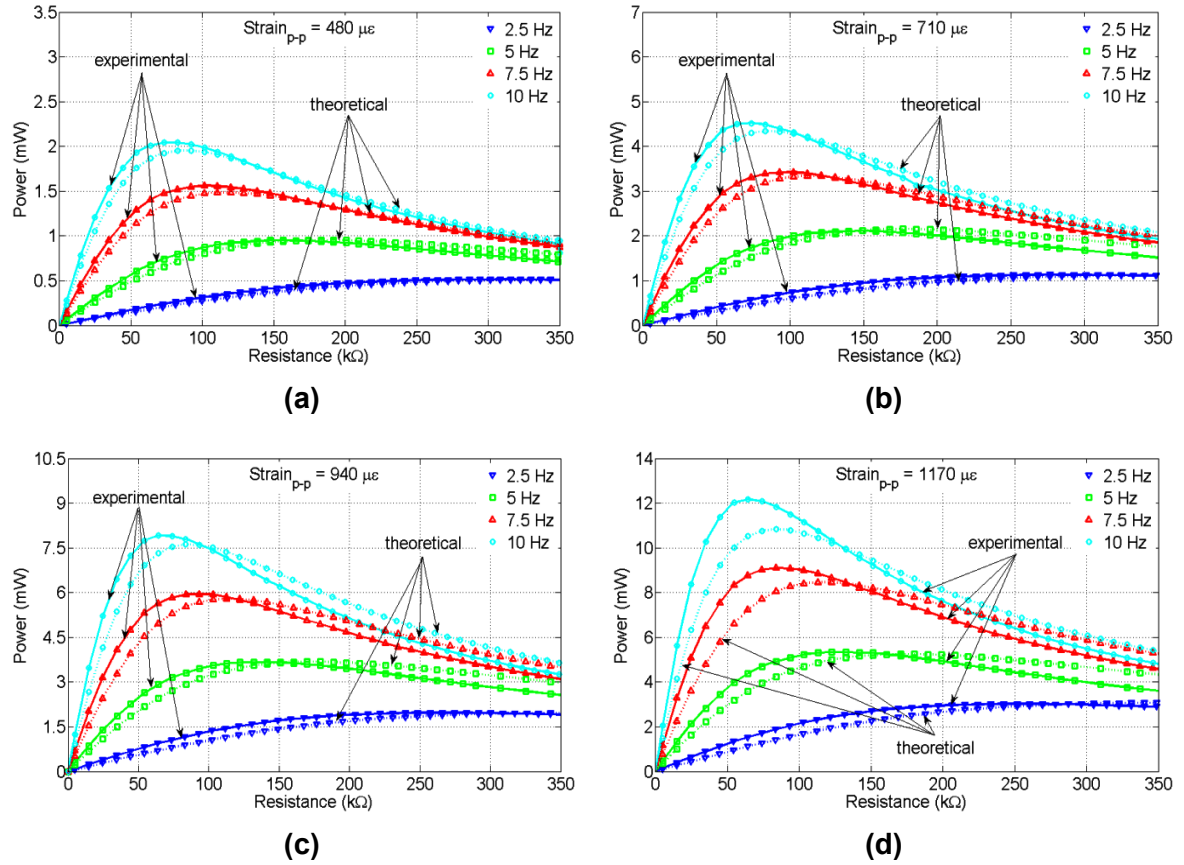 Strain p-p = 480 με
2.5 Hz
5 Hz
7.5 Hz
10 Hz
experimental
theoretical
Power (mW)
3.5
3
2.5
2
1.5
1
0.5
0
0 50 100 150 200 250 300 350
Resistance (kΩ)
(a)
Strain p-p = 710 με
2.5 Hz
5 Hz
7.5 Hz
10 Hz
experimental
theoretical
Power (mW)
7
6
5
4
3
2
1
0
0 50 100 150 200 250 300 350
Resistance (kΩ)
(b)
Strain p-p = 940 με
2.5 Hz
5 Hz
7.5 Hz
10 Hz
experimental
theoretical
Power (mW)
10.5
9
7.5
6
4.5
3
1.5
0
0 50 100 150 200 250 300 350
Resistance (kΩ)
(c)
Strain p-p = 1170 με
2.5 Hz
5 Hz
7.5 Hz
10 Hz
experimental
theoretical
Power (mW)
14
12
10
8
6
4
2
0
0 50 100 150 200 250 300 350
Resistance (kΩ)
(d)